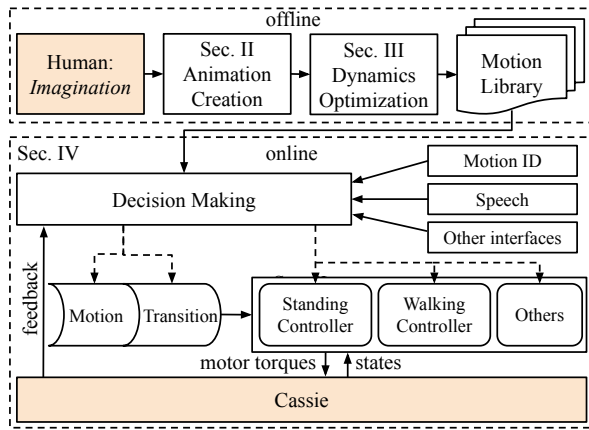 offline
Human:
Imagination
Sec. II
Animation
Creation
Sec. III
Dynamics
Optimization
Motion
Library
Sec. IV
online
Decision Making
Motion ID
Speech
Other interfaces
feedback
Motion
Transition
Standing
Controller
Walking
Controller
Others
motor torques
states
Cassie